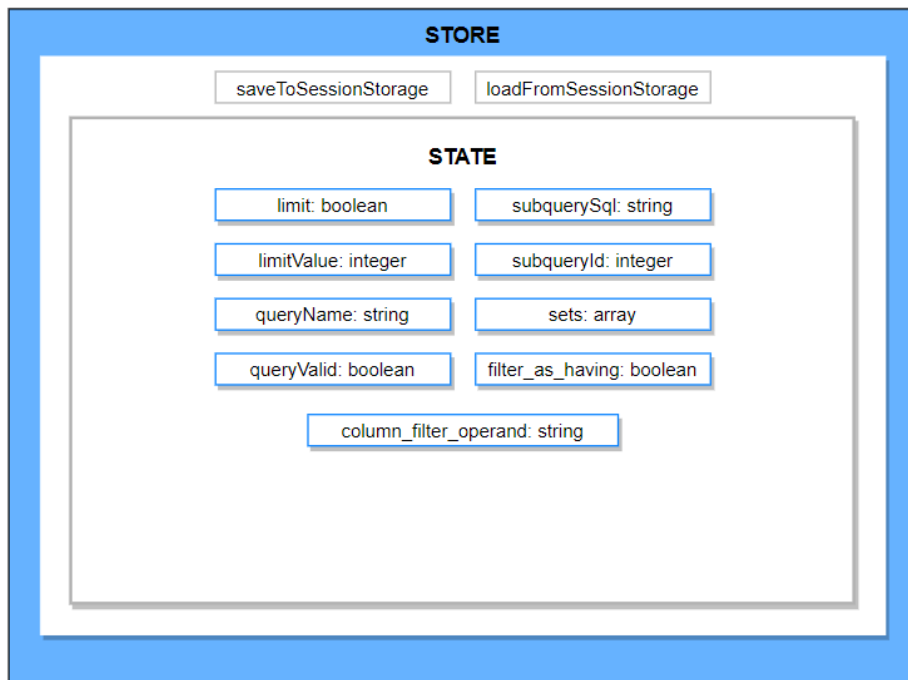 STORE
saveToSessionStorage
loadFromSessionStorage
STATE
limit: boolean
subquerySql: string
limitValue: integer
subqueryId: integer
queryName: string
sets: array
queryValid: boolean
filter_as_having: boolean
column_filter_operand: string